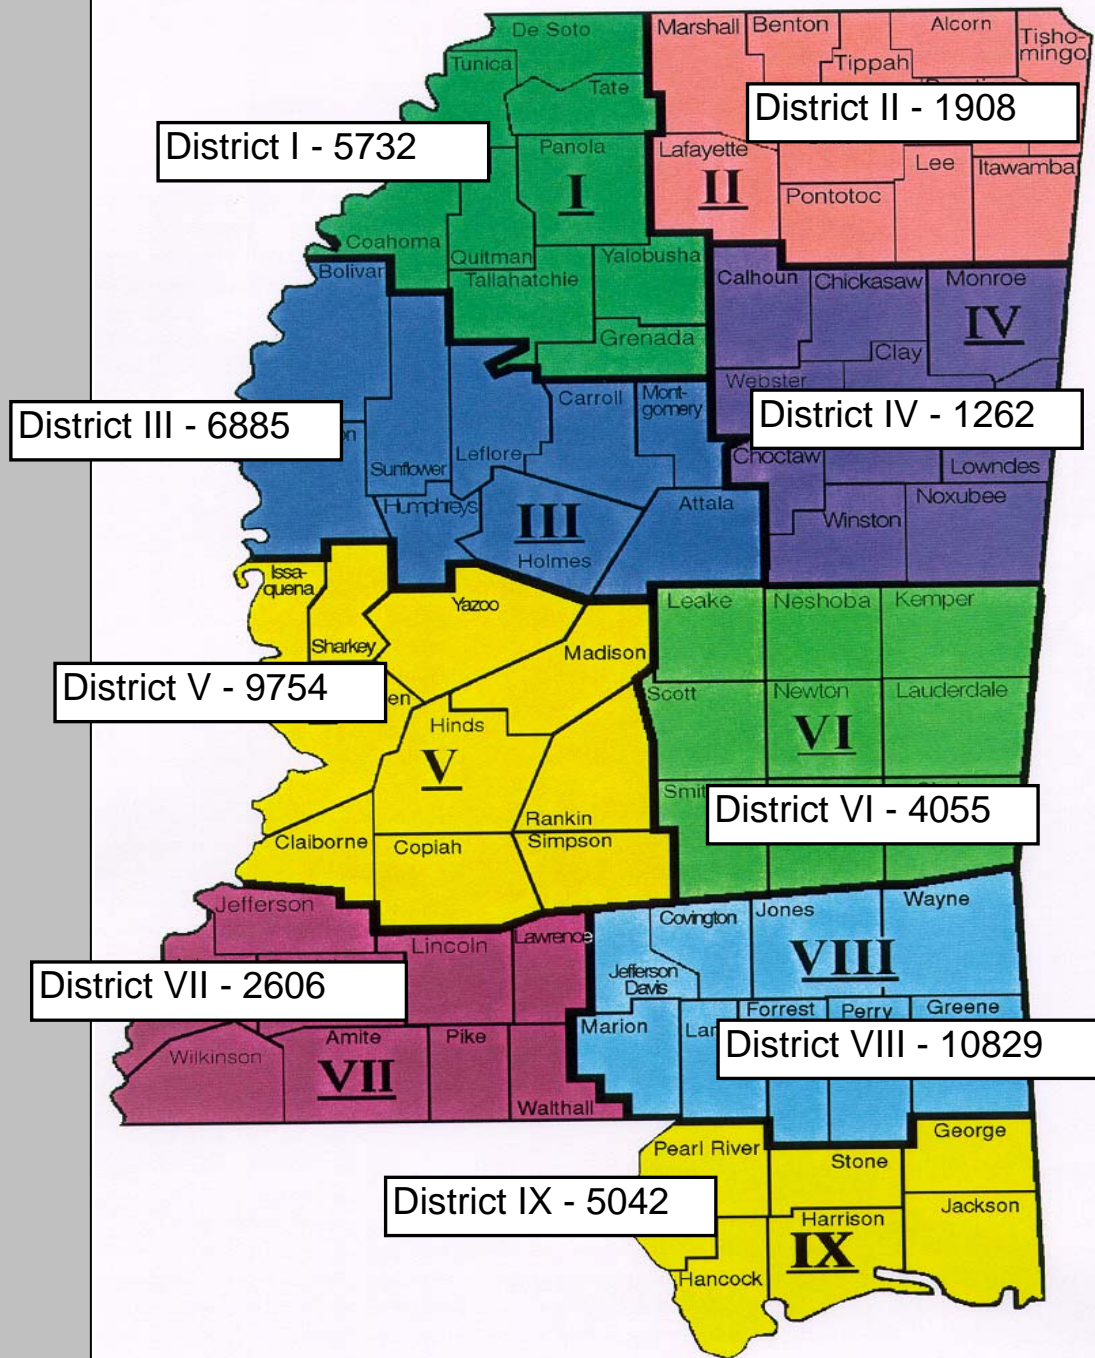 De Soto
Marshall
Benton
Alcorn
Tisho-
mingo
Tunica
Tippah
Tate
District II - 1908
District I - 5732
Panola
Lafayette
Lee
Itawamba
I
II
Pontotoc
Coahoma
Quitman
Yalobusha
Bolivar
Tallahatchie
Calhoun
Chickasaw
Monroe
IV
Grenada
Clay
Webster
Carroll
Mont-
gomery
District III - 6885
on
District IV - 1262
Leflore
Sunflower
Choctaw
Lowndes
Humphreys
III
Attala
Noxubee
Winston
Holmes
Issa-
quena
Yazoo
Leake
Neshoba
Kemper
Sharkey
Madison
District V - 9754
en
Scott
Newton
Lauderdale
Hinds
VI
V
Smit
District VI - 4055
Rankin
Claiborne
Copiah
Simpson
Jefferson
Covington
Jones
Wayne
Lincoln
Lawrence
VIII
District VII - 2606
Jefferson
Davis
Marion
Forrest
Perry
Greene
Lar
District VIII - 10829
Wilkinson
Amite
Pike
VII
Walthall
Pearl River
Stone
George
District IX - 5042
Harrison
Jackson
IX
Hancock